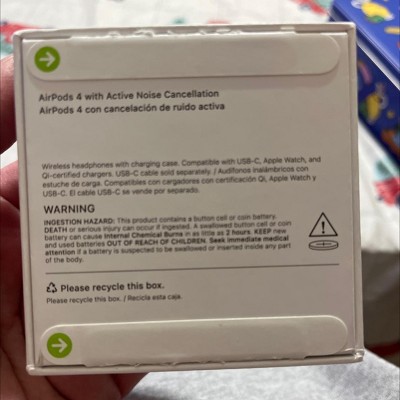 AirPods 4 with Active Noise Cancellation
AirPods 4 con cancelación de ruido activa
Wireless headphones with charging case. Compatible with USB-C, Apple Watch, and
Qi-certified chargers. USB-C cable sold separately. / Audífonos inalámbricos con
estuche de carga. Compatibles con cargadores con certificación Qi, Apple Watch y
USB-C. El cable USB-C se vende por separado.
WARNING
INGESTION HAZARD: This product contains a button cell or coin battery.
DEATH or serious injury can occur if ingested. A swallowed button cell or coin
battery can cause Internal Chemical Burns in as little as 2 hours. KEEP new
and used batteries OUT OF REACH OF CHILDREN. Seek immediate medical
attention if a battery is suspected to be swallowed or inserted inside any part
of the body.
Please recycle this box.
Please recycle this box. / Recicla esta caja.